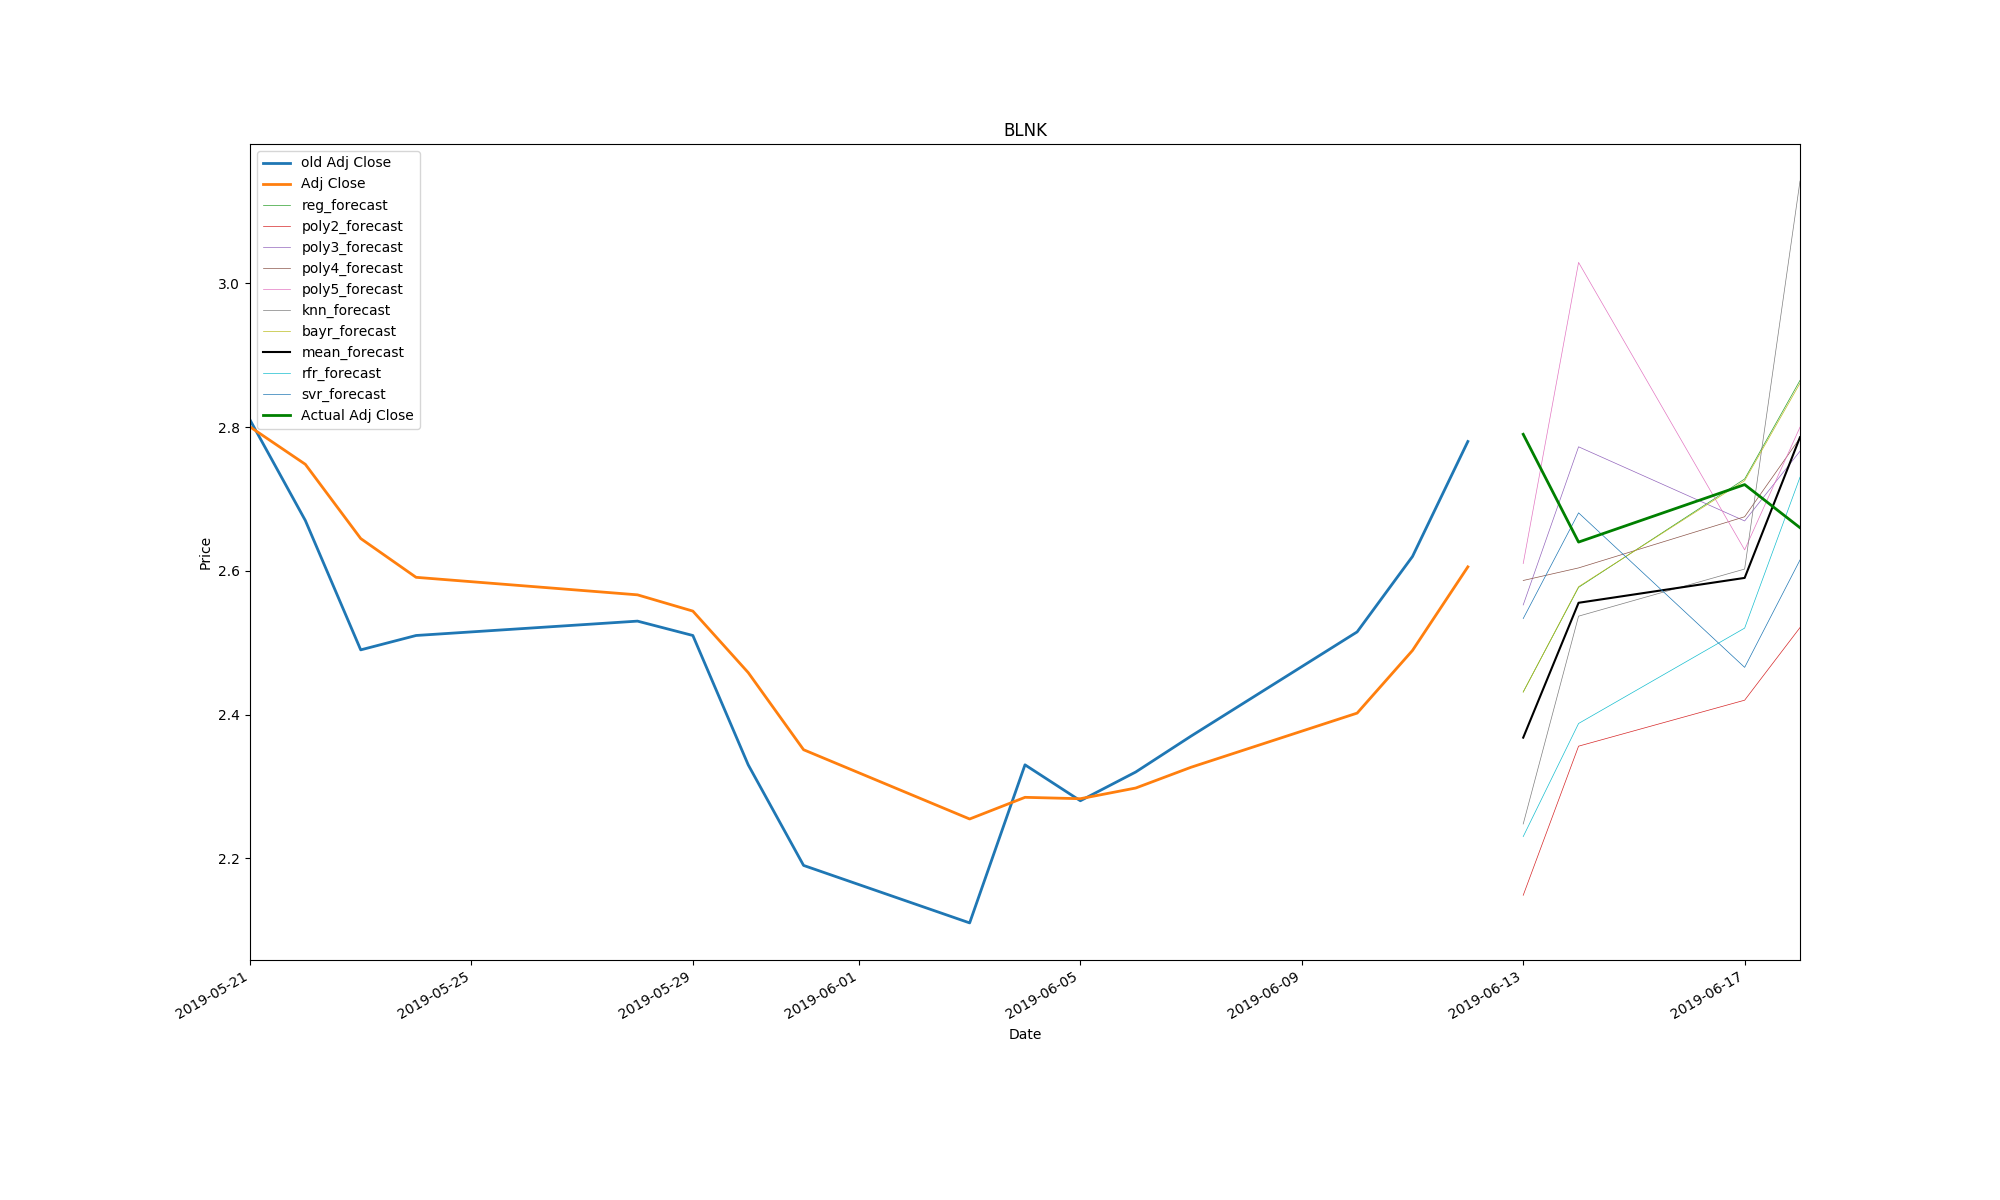 BLNK
old Adj Close
Adj Close
reg_forecast
poly2_forecast
poly3_forecast
poly4_forecast
poly5_forecast
knn_forecast
bayr_forecast
mean_forecast
rfr_forecast
svr_forecast
Actual Adj Close
3.0
2.8
2.6
2.4
2.2
Price
2019-05-21
2019-05-25
2019-05-29
2019-06-01
2019-06-05
2019-06-09
2019-06-13
2019-06-17
Date